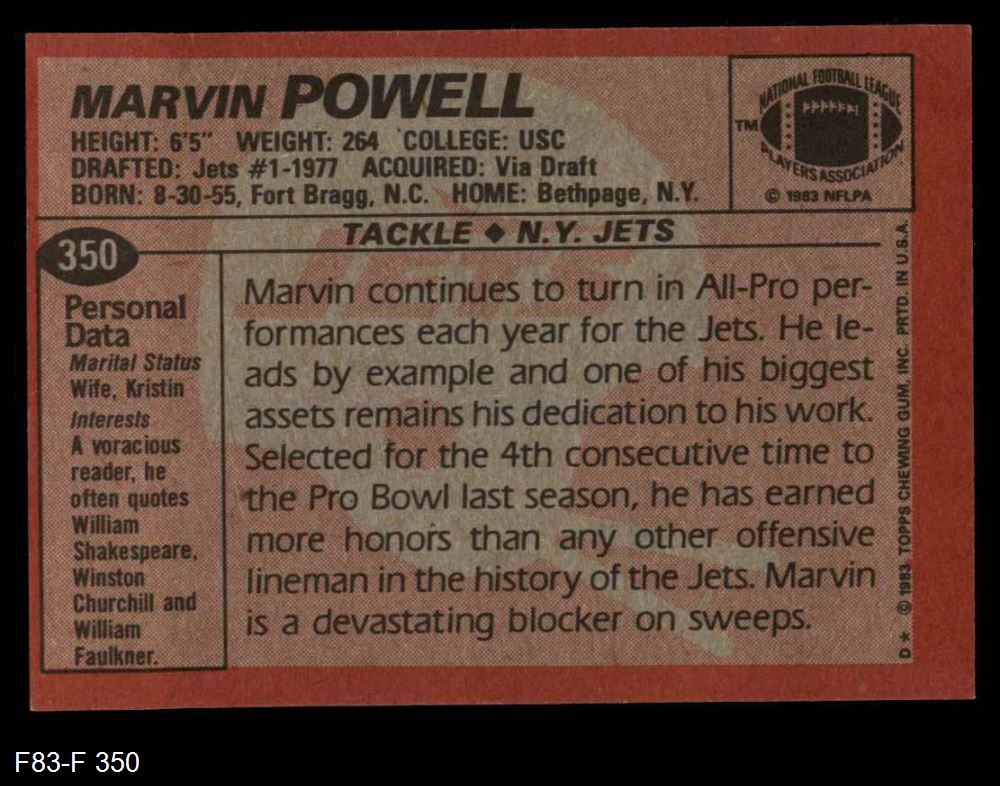 MARVIN POWELL
HEIGHT: 6'5" WEIGHT: 264 COLLEGE: USC
DRAFTED: Jets #1-1977 ACQUIRED: Via Draft
BORN: 8-30-55, Fort Bragg, N.C. HOME: Bethpage, N.Y.
NATIONAL FOOTBALL LEAGUE
TM
PLAYERS ASSOCIATION
© 1983 NFLPA
TACKLE ♦ N.Y. JETS
350
Personal
Data
Marital Status
Wife, Kristin
Interests
A voracious
reader, he
often quotes
William
Shakespeare,
Winston
Churchill and
William
Faulkner.
JETS
Marvin continues to turn in All-Pro per-
formances each year for the Jets. He le-
ads by example and one of his biggest
assets remains his dedication to his work.
Selected for the 4th consecutive time to
the Pro Bowl last season, he has earned
more honors than any other offensive
lineman in the history of the Jets. Marvin
is a devastating blocker on sweeps.
D* © 1983 TOPPS CHEWING GUM, INC. PRTD. IN U.S.A.
F83-F 350